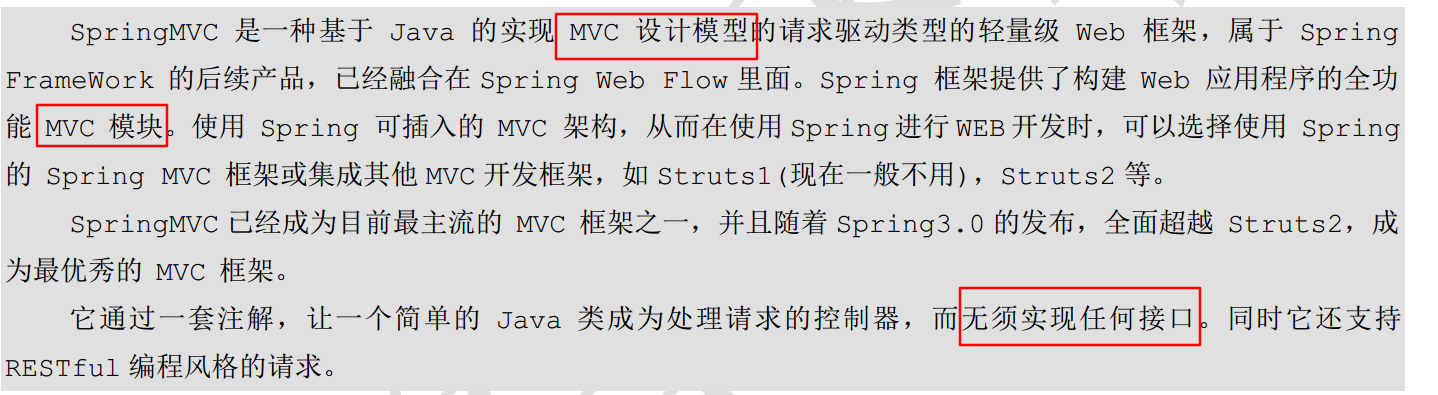 SpringMVC 是一种基于 Java 的实现 MVC 设计模型的请求驱动类型的轻量级 Web 框架，属于 Spring
FrameWork 的后续产品，已经融合在 Spring Web Flow 里面。Spring 框架提供了构建 Web 应用程序的全功
能 MVC 模块。使用 Spring 可插入的 MVC 架构，从而在使用 Spring 进行 WEB 开发时，可以选择使用 Spring
的 Spring MVC 框架或集成其他 MVC 开发框架，如 Struts1(现在一般不用)，Struts2 等。
SpringMVC 已经成为目前最主流的 MVC 框架之一，并且随着 Spring3.0 的发布，全面超越 Struts2，成
为最优秀的 MVC 框架。
它通过一套注解，让一个简单的 Java 类成为处理请求的控制器，而无须实现任何接口。同时它还支持
RESTful 编程风格的请求。